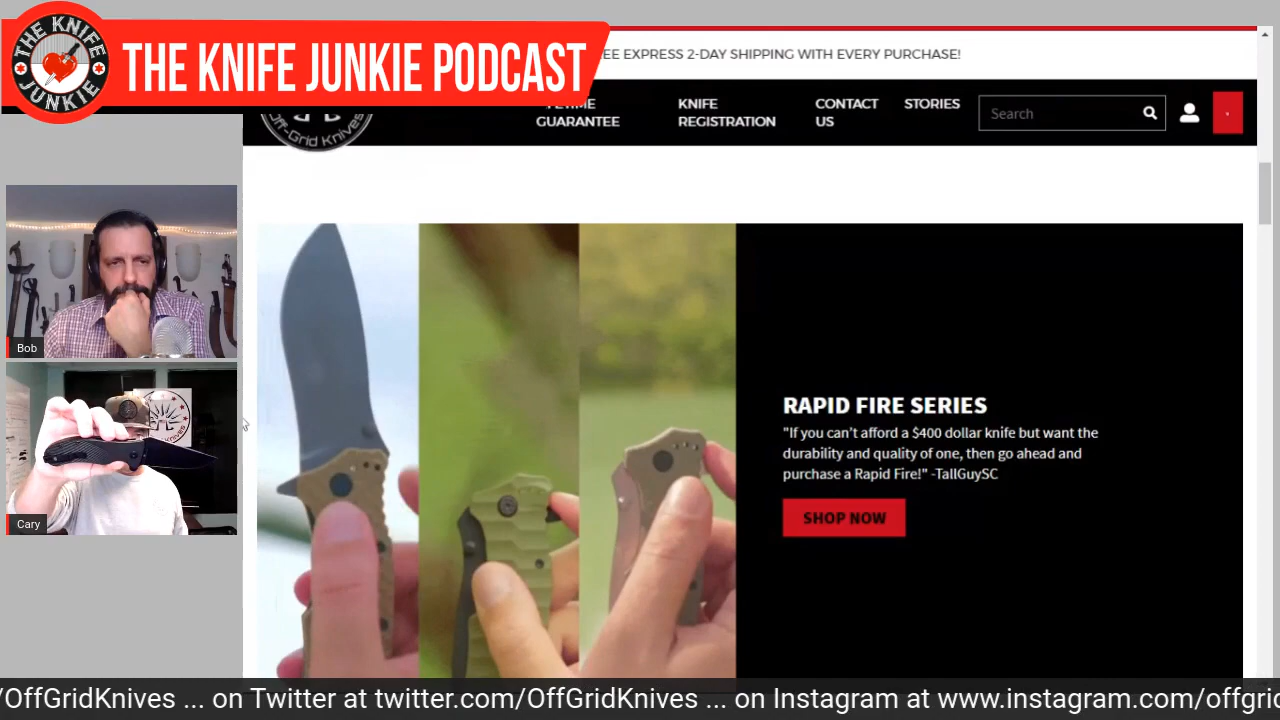 THE KNIFE
JUNKIE
THE KNIFE JUNKIE PODCAST
EE EXPRESS 2-DAY SHIPPING WITH EVERY PURCHASE!
Off-Grid Knives
GUARANTEE
KNIFE
REGISTRATION
CONTACT
US
STORIES
Search
Bob
Cary
RAPID FIRE SERIES
"If you can't afford a $400 dollar knife but want the
durability and quality of one, then go ahead and
purchase a Rapid Fire!" -TallGuySC
SHOP NOW
/OffGridKnives ... on Twitter at twitter.com/OffGridKnives ... on Instagram at www.instagram.com/offgrid